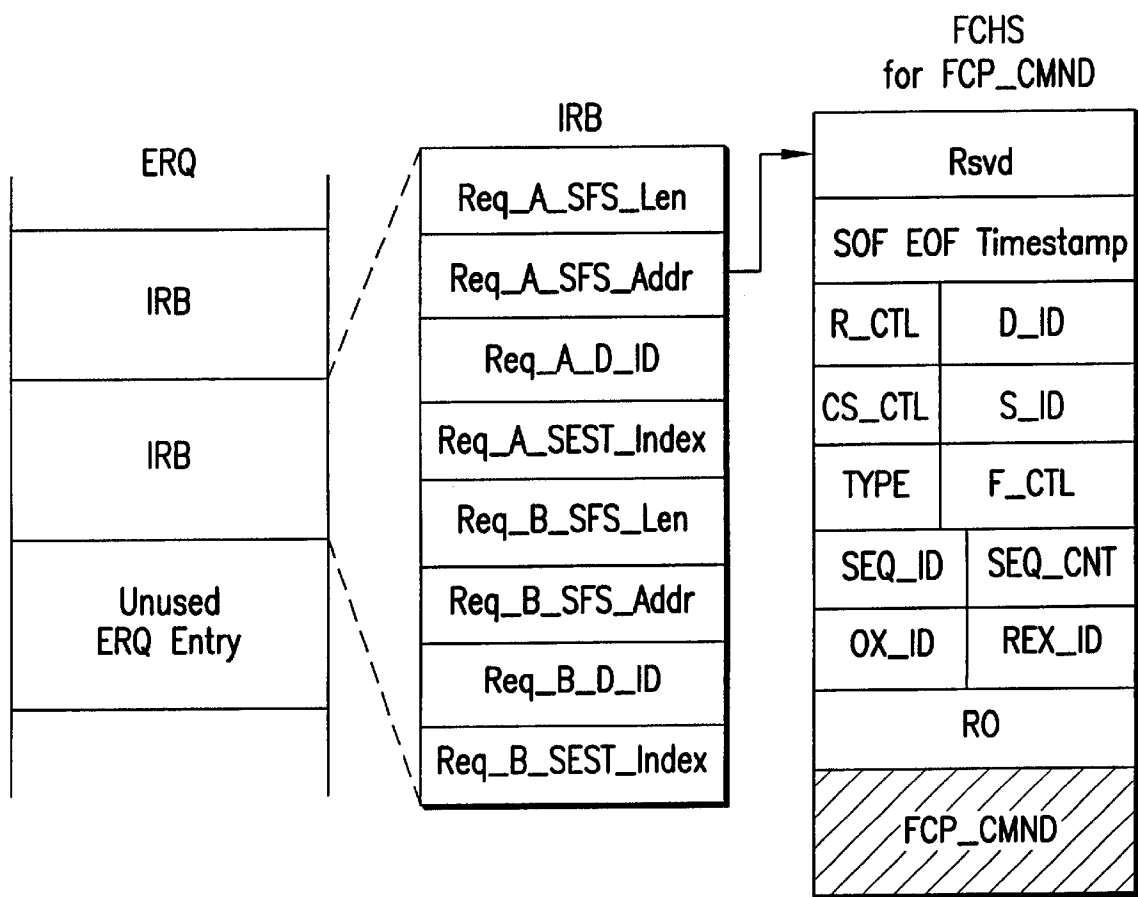 ERQ
IRB
IRB
Unused
ERQ Entry
IRB
Req_A_SFS_Len
Req_A_SFS_Addr
Req_A_D_ID
Req_A_SEST_Index
Req_B_SFS_Len
Req_B_SFS_Addr
Req_B_D_ID
Req_B_SEST_Index
FCHS
for FCP_CMND
Rsvd
SOF EOF Timestamp
R_CTL D_ID
CS_CTL S_ID
TYPE F_CTL
SEQ_ID SEQ_CNT
OX_ID REX_ID
RO
FCP_CMND